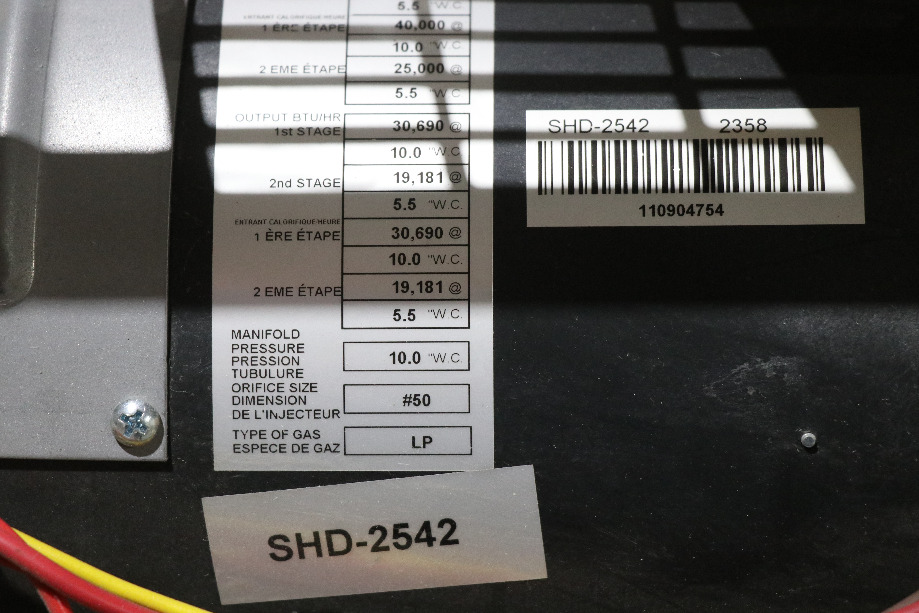 5.5 "W.C.
ENTRANT CALORIFIQUE/HEURE
1 ÈRE ÉTAPE 40,000 @
10.0 "W.C.
2 EME ÉTAPE 25,000 @
5.5 "W.C.
OUTPUT BTU/HR
1st STAGE 30,690 @
10.0 "W.C.
2nd STAGE 19,181 @
5.5 "W.C.
ENTRANT CALORIFIQUE/HEURE
1 ÈRE ÉTAPE 30,690 @
10.0 "W.C.
2 EME ÉTAPE 19,181 @
5.5 "W.C.
MANIFOLD
PRESSURE
PRESSION
TUBULURE
10.0 "W.C.
ORIFICE SIZE
DIMENSION
DE L'INJECTEUR
#50
TYPE OF GAS
ESPECE DE GAZ
LP
SHD-2542 2358
110904754
SHD-2542